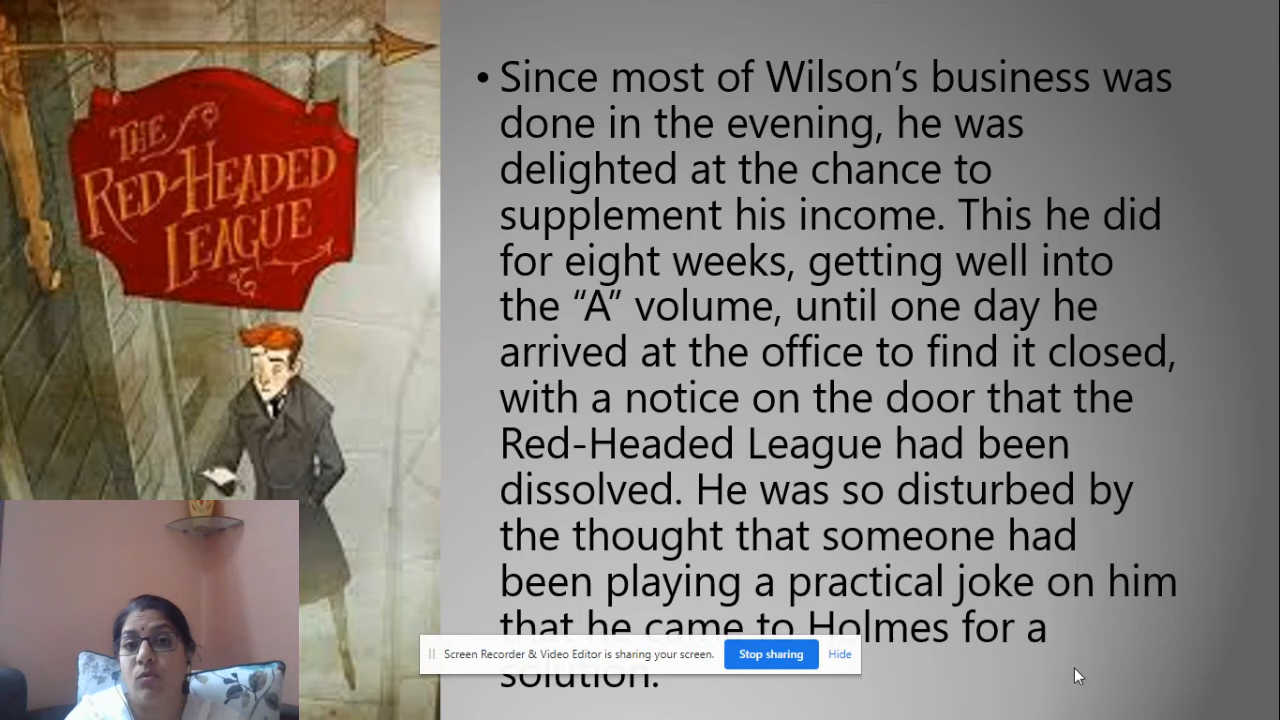 THE
RED-HEADED
LEAGUE
• Since most of Wilson’s business was
done in the evening, he was
delighted at the chance to
supplement his income. This he did
for eight weeks, getting well into
the “A” volume, until one day he
arrived at the office to find it closed,
with a notice on the door that the
Red-Headed League had been
dissolved. He was so disturbed by
the thought that someone had
been playing a practical joke on him
that he came to Holmes for a
solution.
Screen Recorder & Video Editor is sharing your screen.
Stop sharing
Hide